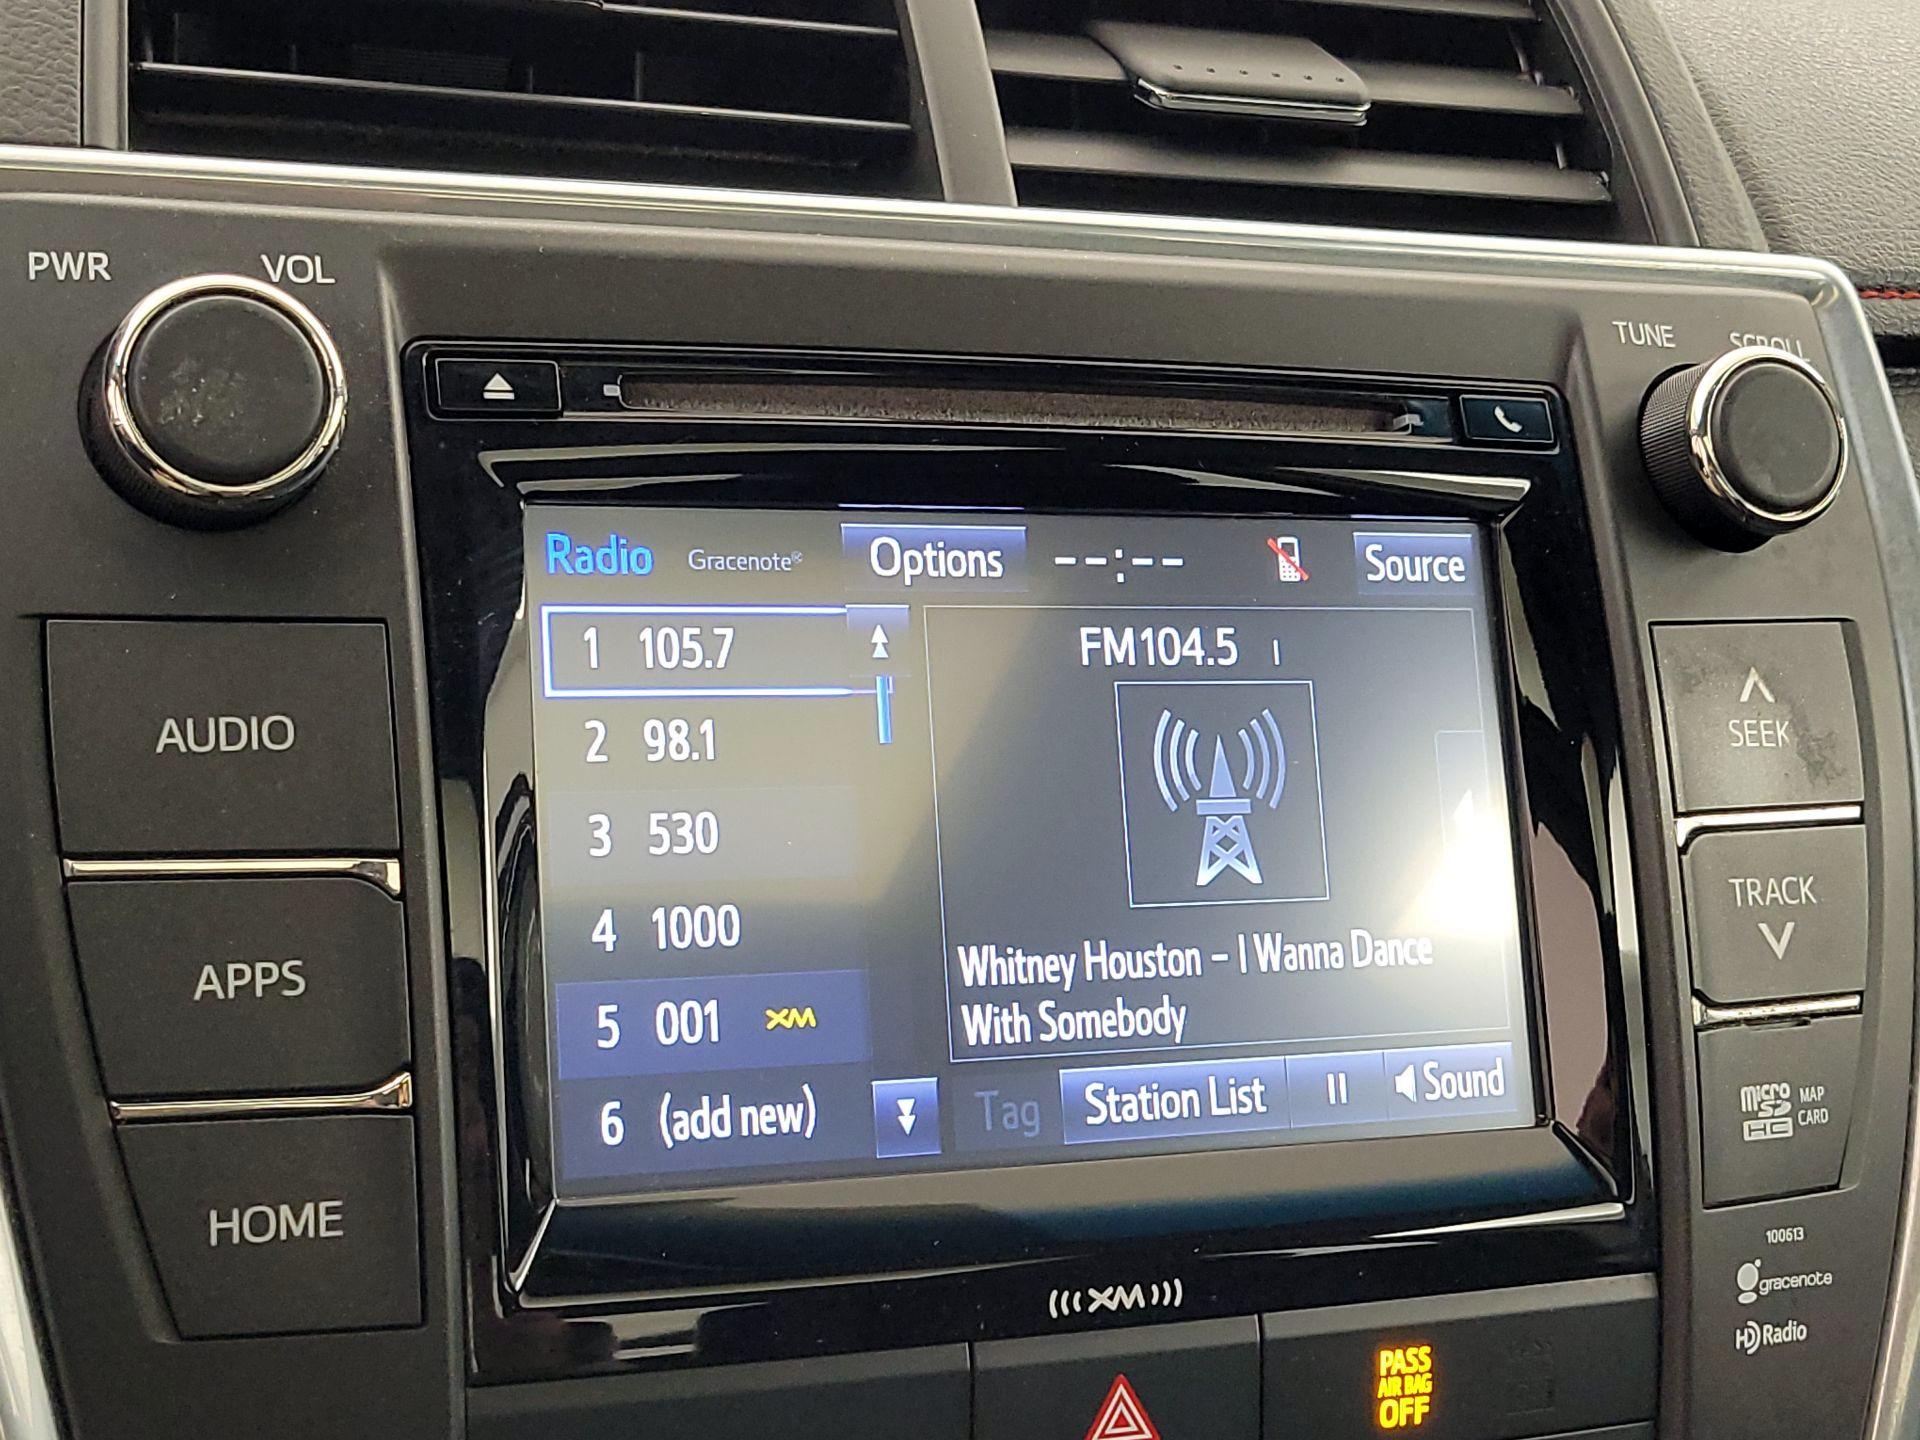 PWR VOL
TUNE SCROLL
Radio Gracenote® Options --:-- Source
1 105.7
2 98.1
3 530
4 1000
5 001 XM
6 (add new)
FM104.5
Whitney Houston - I Wanna Dance
With Somebody
Tag Station List Sound
AUDIO
APPS
HOME
SEEK
TRACK
micro SD HC MAP CARD
100613
gracenote
HD Radio
XM
PASS
AIR BAG
OFF